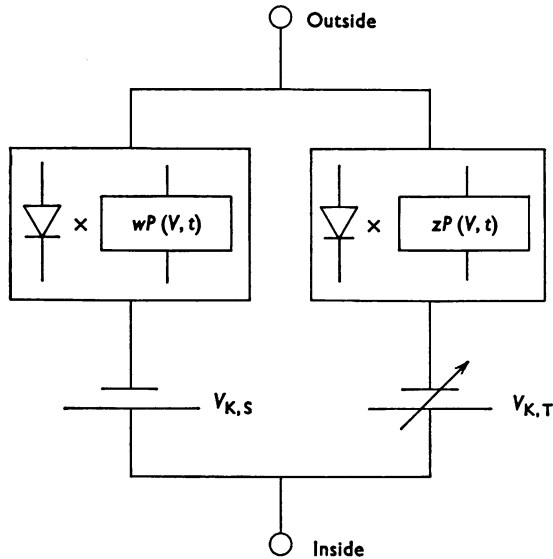 Outside
× wP (V, t)
× zP (V, t)
V_K,S
V_K,T
Inside